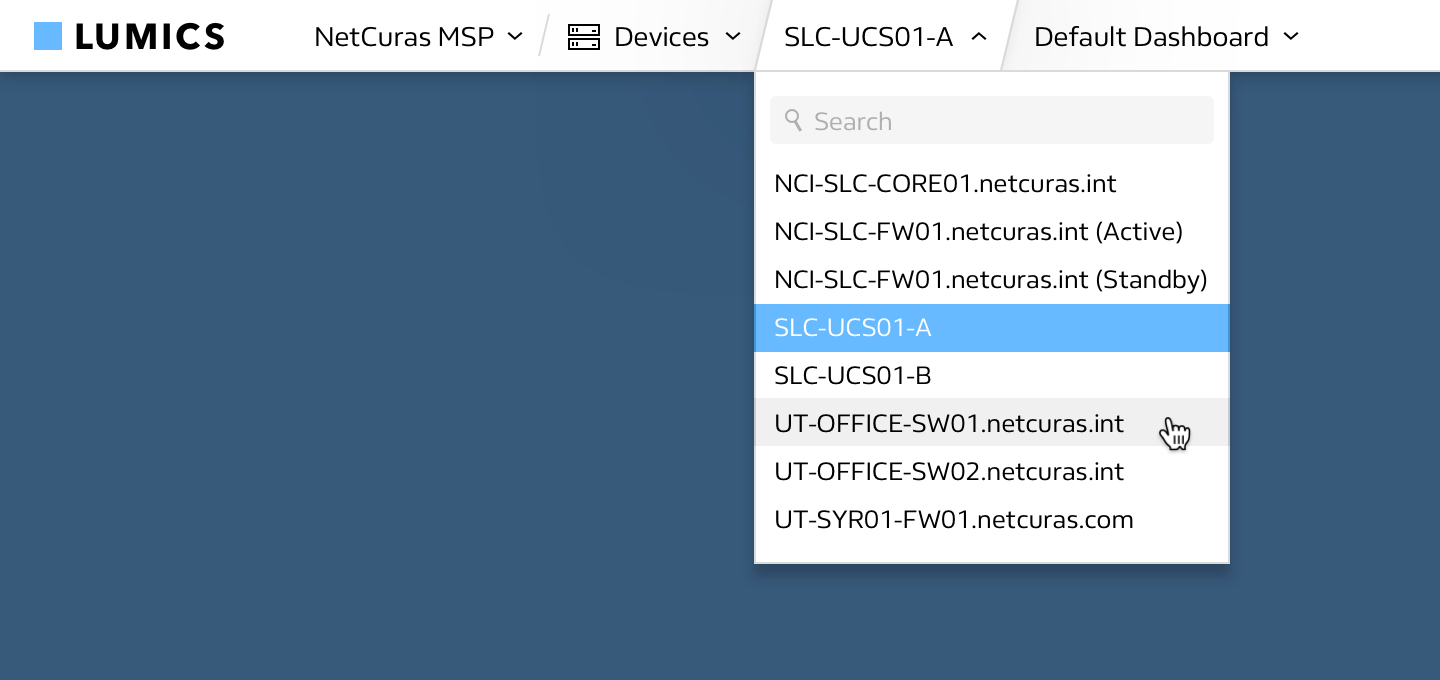 LUMICS NetCuras MSP Devices SLC-UCS01-A Default Dashboard
Search
NCI-SLC-CORE01.netcuras.int
NCI-SLC-FW01.netcuras.int (Active)
NCI-SLC-FW01.netcuras.int (Standby)
SLC-UCS01-A
SLC-UCS01-B
UT-OFFICE-SW01.netcuras.int
UT-OFFICE-SW02.netcuras.int
UT-SYR01-FW01.netcuras.com